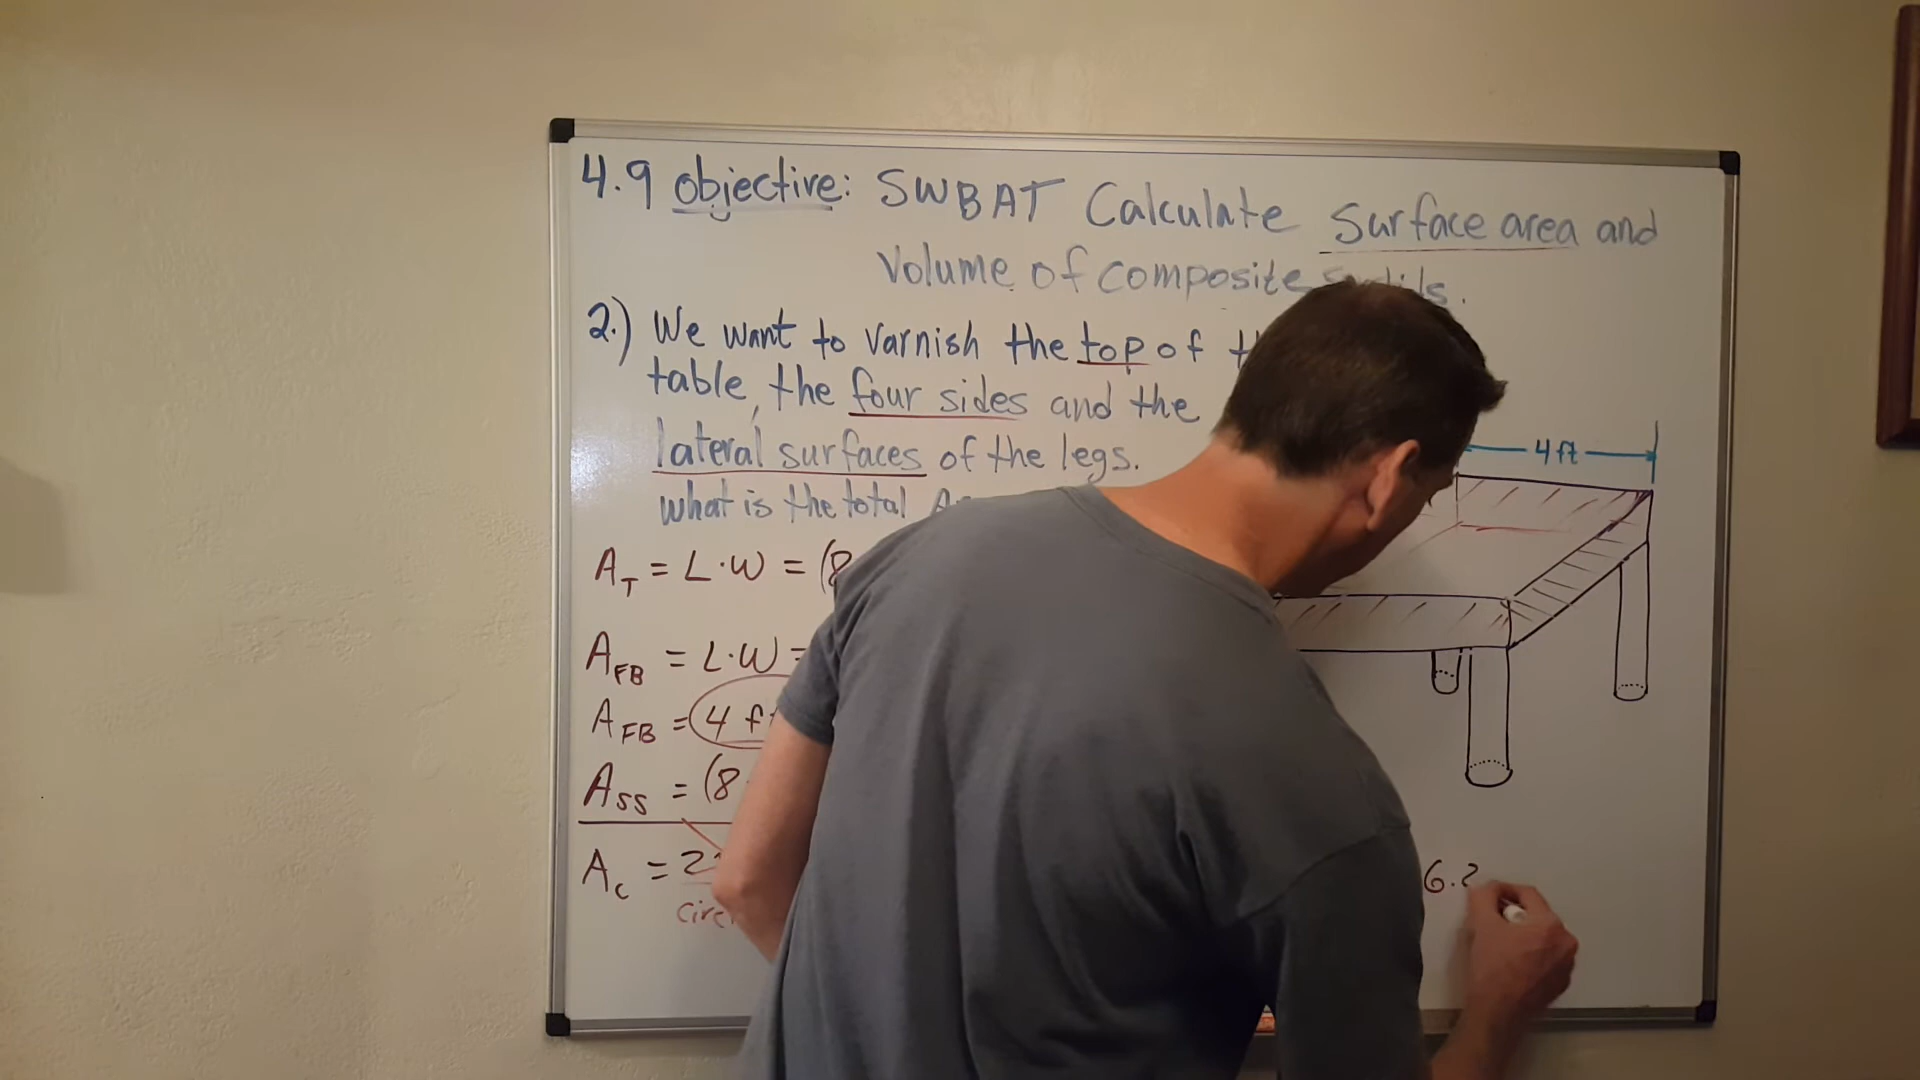 4.9 objective: SWBAT Calculate Surface area and
Volume of composite
2.) We want to varnish the top of
table, the four sides and the
lateral surfaces of the legs.
what is the total
4 ft
A_T = L·W = (8
A_FB = L·W =
A_FB = 4
A_SS = (8
A_C = 2
6.2